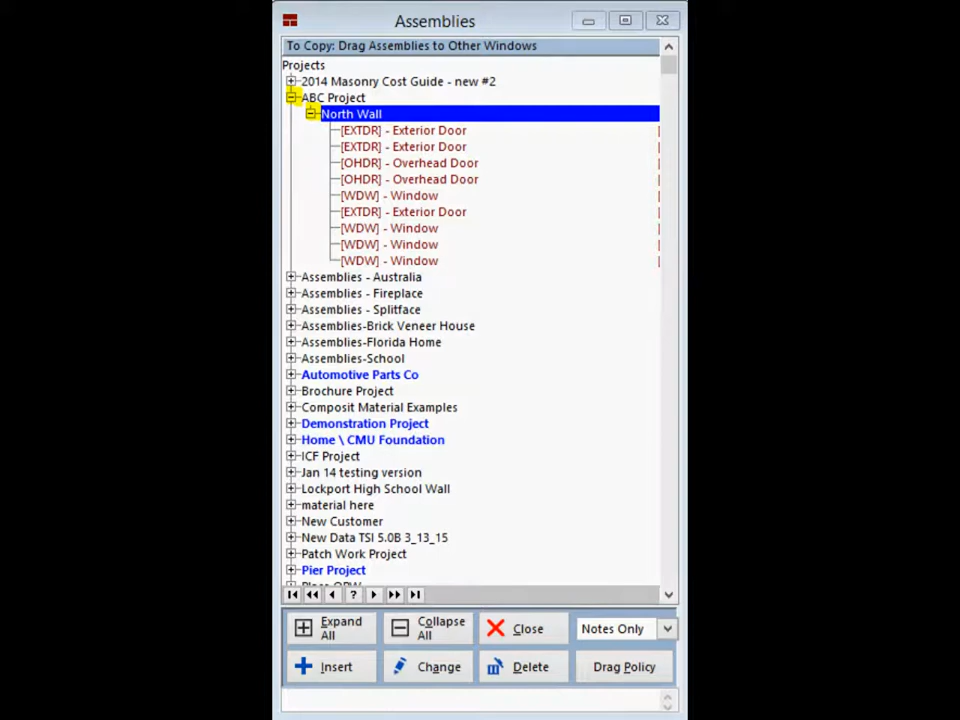 Assemblies
To Copy: Drag Assemblies to Other Windows
Projects
2014 Masonry Cost Guide - new #2
ABC Project
North Wall
[EXTDR] - Exterior Door
[EXTDR] - Exterior Door
[OHDR] - Overhead Door
[OHDR] - Overhead Door
[WDW] - Window
[EXTDR] - Exterior Door
[WDW] - Window
[WDW] - Window
[WDW] - Window
Assemblies - Australia
Assemblies - Fireplace
Assemblies - Splitface
Assemblies-Brick Veneer House
Assemblies-Florida Home
Assemblies-School
Automotive Parts Co
Brochure Project
Composit Material Examples
Demonstration Project
Home \ CMU Foundation
ICF Project
Jan 14 testing version
Lockport High School Wall
material here
New Customer
New Data TSI 5.0B 3_13_15
Patch Work Project
Pier Project
?
Expand All
Collapse All
Close
Notes Only
Insert
Change
Delete
Drag Policy